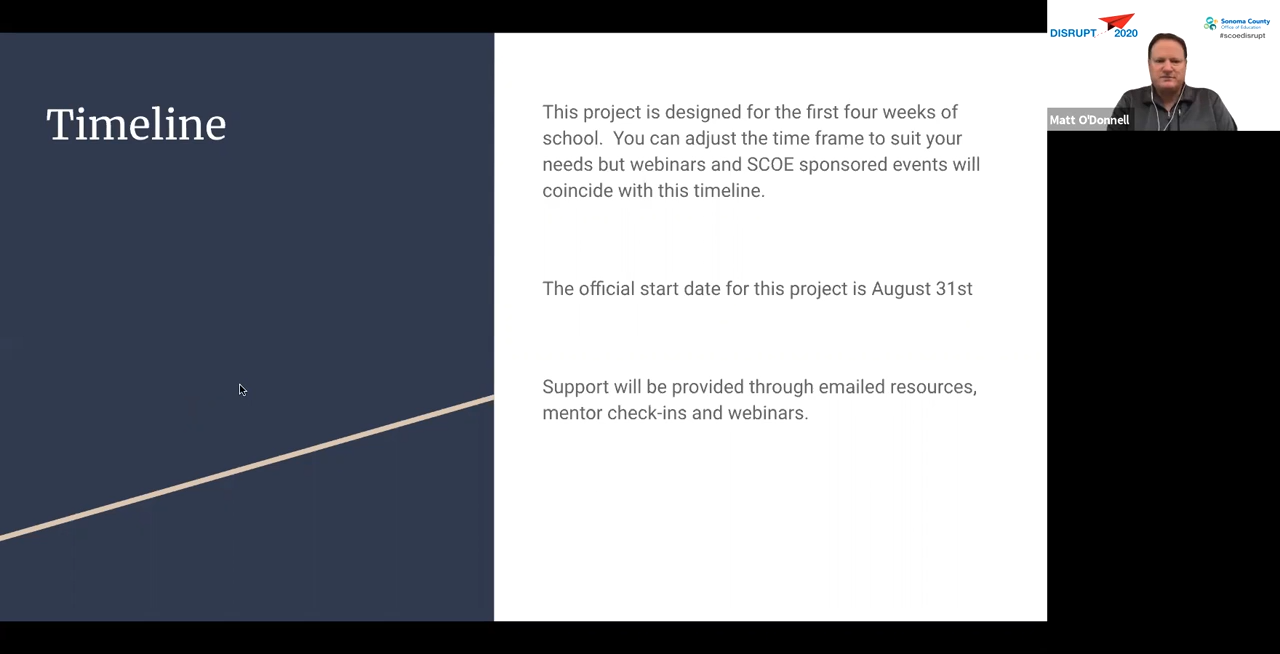 Timeline
This project is designed for the first four weeks of
school.  You can adjust the time frame to suit your
needs but webinars and SCOE sponsored events will
coincide with this timeline.
The official start date for this project is August 31st
Support will be provided through emailed resources,
mentor check-ins and webinars.
DISRUPT 2020
Sonoma County
Office of Education
#scoedisrupt
Matt O'Donnell